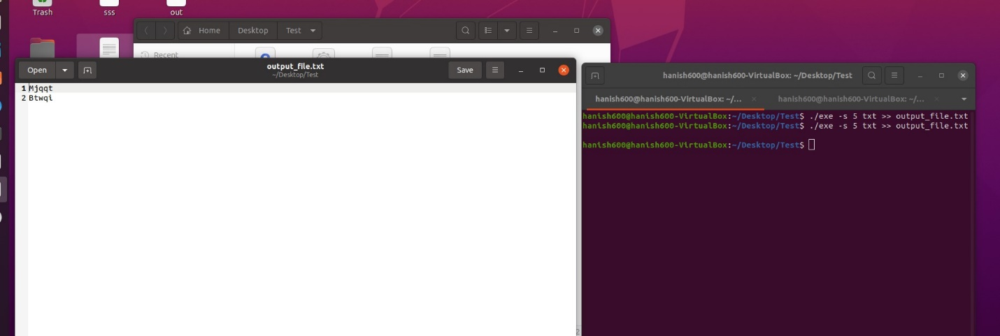 Trash
sss
out
Home
Desktop
Test
Recent
Open
output_file.txt
~/Desktop/Test
Save
1 Mjqqt
2 Btwqi
hanish600@hanish600-VirtualBox: ~/Desktop/Test
hanish600@hanish600-VirtualBox: ~/...
hanish600@hanish600-VirtualBox: ~/...
hanish600@hanish600-VirtualBox:~/Desktop/Test$ ./exe -s 5 txt >> output_file.txt
hanish600@hanish600-VirtualBox:~/Desktop/Test$ ./exe -s 5 txt >> output_file.txt
hanish600@hanish600-VirtualBox:~/Desktop/Test$